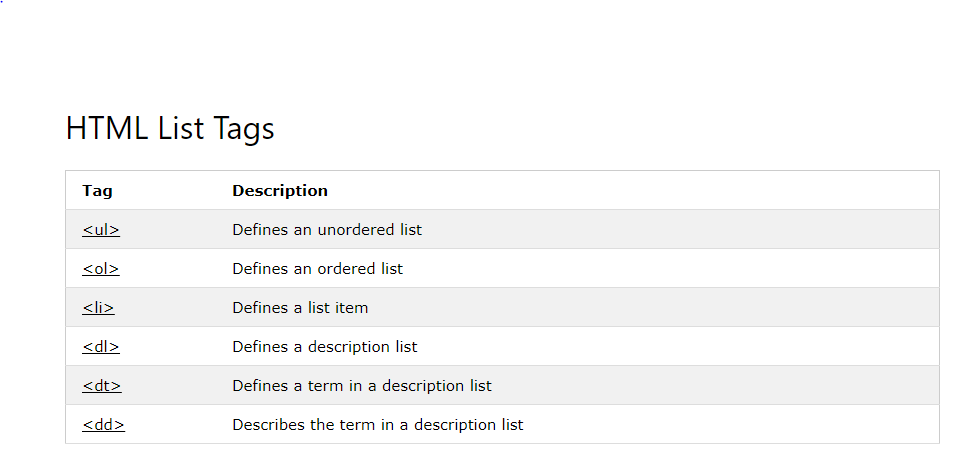 HTML List Tags
Tag Description
<ul> Defines an unordered list
<ol> Defines an ordered list
<li> Defines a list item
<dl> Defines a description list
<dt> Defines a term in a description list
<dd> Describes the term in a description list